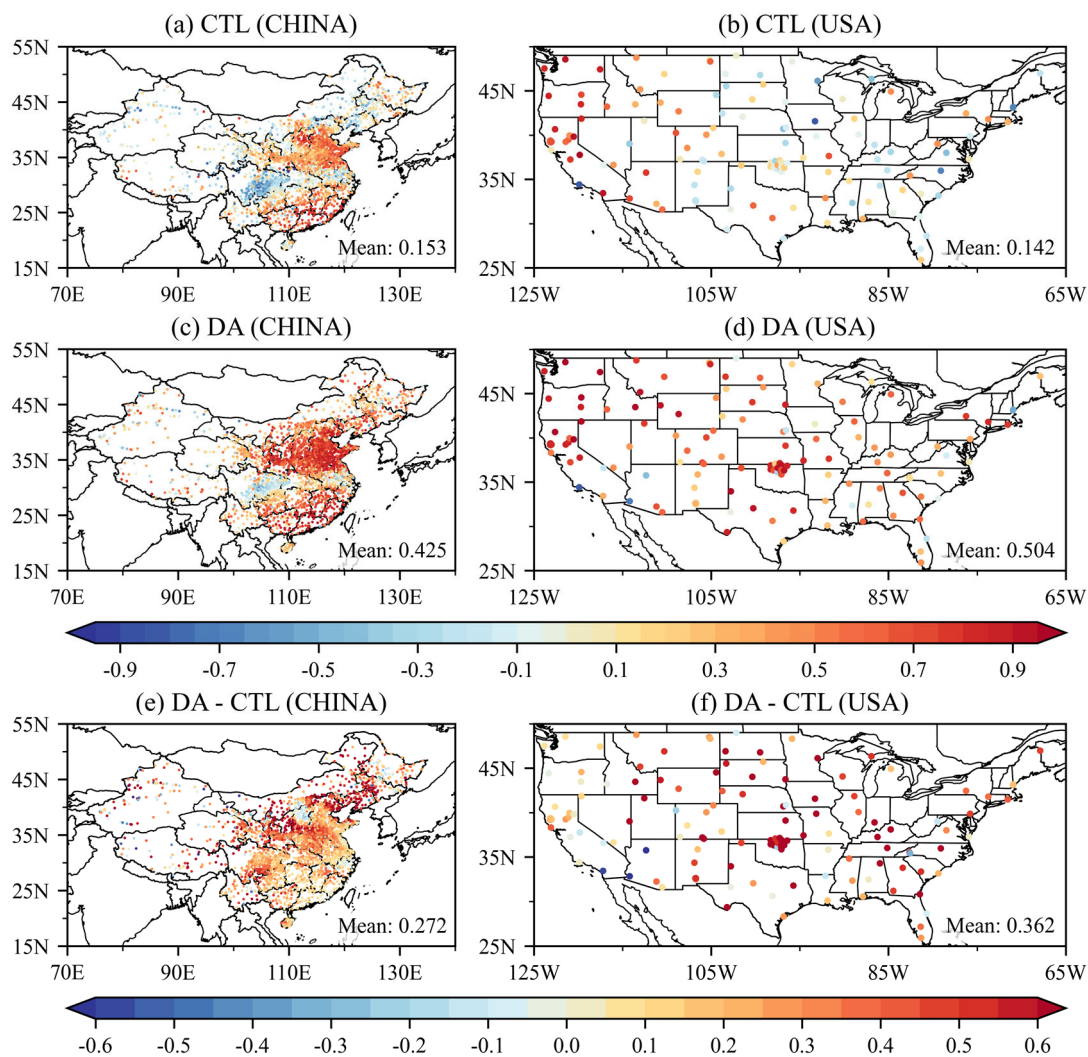 (a) CTL (CHINA)
(b) CTL (USA)
55N
45N
35N
25N
15N
Mean: 0.153
70E 90E 110E 130E
45N
35N
25N
Mean: 0.142
125W 105W 85W 65W
(c) DA (CHINA)
(d) DA (USA)
55N
45N
35N
25N
15N
Mean: 0.425
70E 90E 110E 130E
45N
35N
25N
Mean: 0.504
125W 105W 85W 65W
-0.9 -0.7 -0.5 -0.3 -0.1 0.1 0.3 0.5 0.7 0.9
(e) DA - CTL (CHINA)
(f) DA - CTL (USA)
55N
45N
35N
25N
15N
Mean: 0.272
70E 90E 110E 130E
45N
35N
25N
Mean: 0.362
125W 105W 85W 65W
-0.6 -0.5 -0.4 -0.3 -0.2 -0.1 0.0 0.1 0.2 0.3 0.4 0.5 0.6